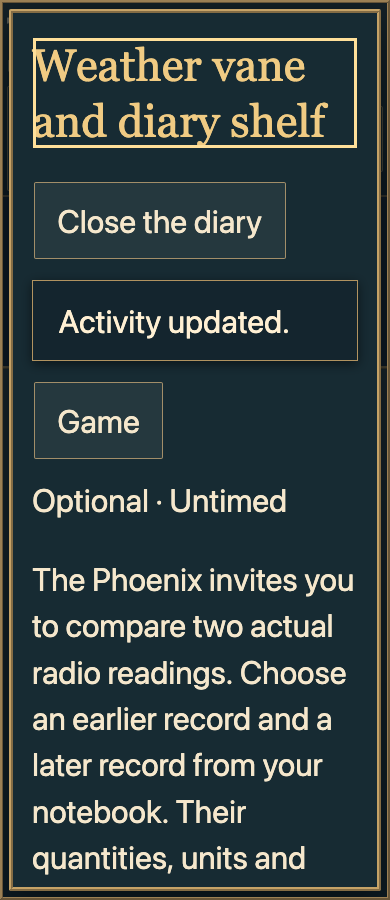 Weather vane
and diary shelf
Close the diary
Activity updated.
Game
Optional · Untimed
The Phoenix invites you
to compare two actual
radio readings. Choose
an earlier record and a
later record from your
notebook. Their
quantities, units and